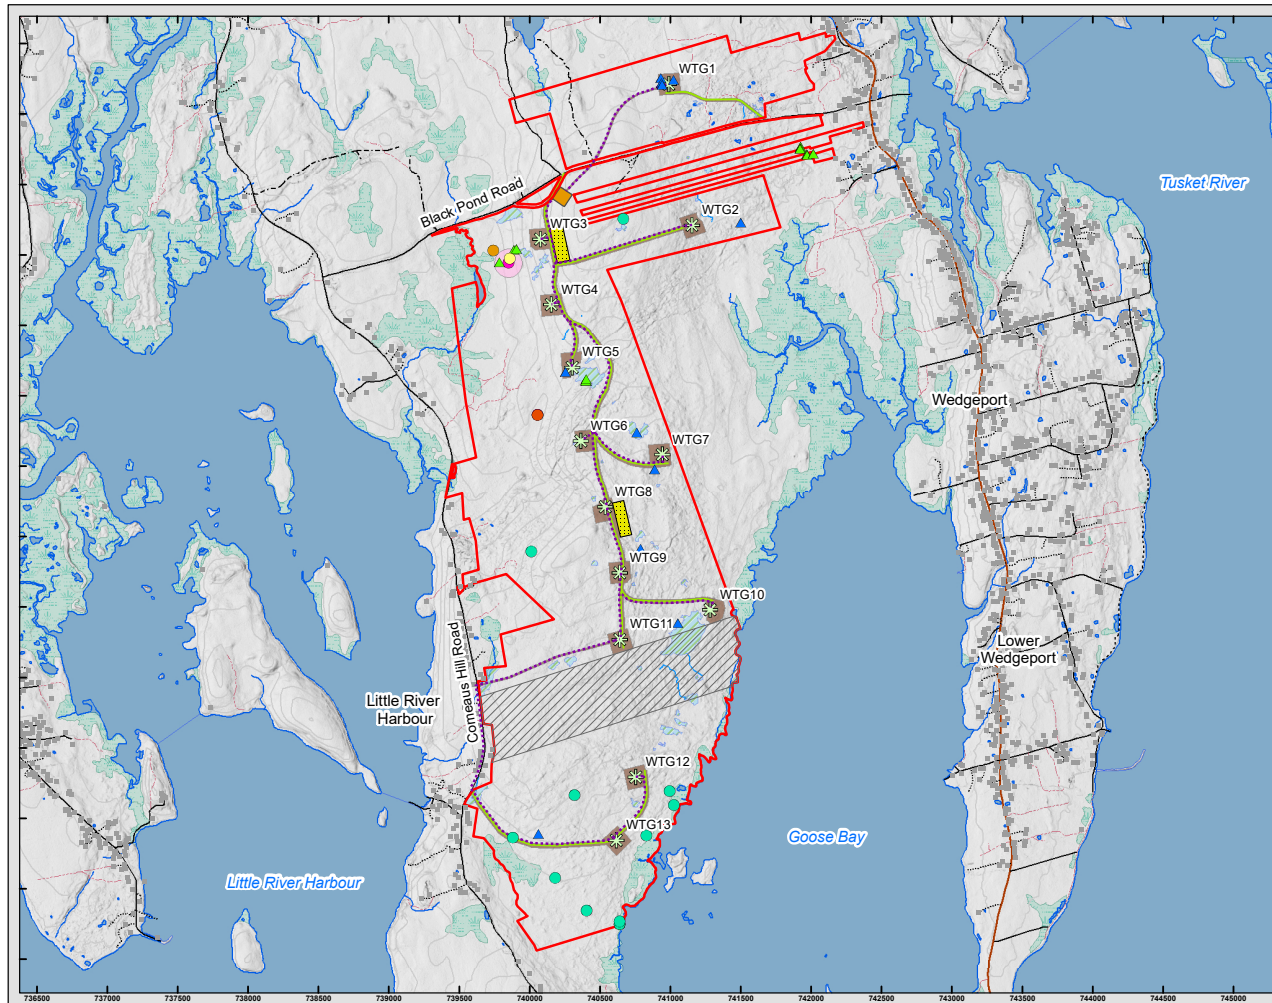 WTG1
Tusket River
Black Pond Road
WTG2
WTG3
WTG4
WTG5
Wedgeport
WTG6
WTG7
WTG8
WTG9
WTG10
WTG11
Lower
Wedgeport
Comeaus Hill Road
Little River
Harbour
WTG12
WTG13
Goose Bay
Little River Harbour
736500 737000 737500 738000 738500 739000 739500 740000 740500 741000 741500 742000 742500 743000 743500 744000 744500 745000